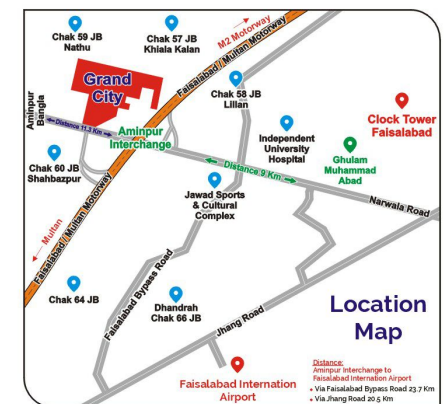 Chak 59 JB
Nathu
Chak 57 JB
Khiala Kalan
M2 Motorway
Faisalabad / Multan Motorway
Grand
City
Chak 58 JB
Lillan
Clock Tower
Faisalabad
Aminpur
Bangla
Distance 11.3 Km
Aminpur
Interchange
Independent
University
Hospital
Ghulam
Muhammad
Abad
Distance 9 Km
Chak 60 JB
Shahbazpur
Jawad Sports
& Cultural
Complex
Narwala Road
Multan
Faisalabad / Multan Motorway
Faisalabad Bypass Road
Chak 64 JB
Dhandrah
Chak 66 JB
Jhang Road
Location
Map
Faisalabad Internation
Airport
Distance:
Aminpur Interchange to
Faisalabad Internation Airport
• Via Faisalabad Bypass Road 23.7 Km
• Via Jhang Road 20.5 Km